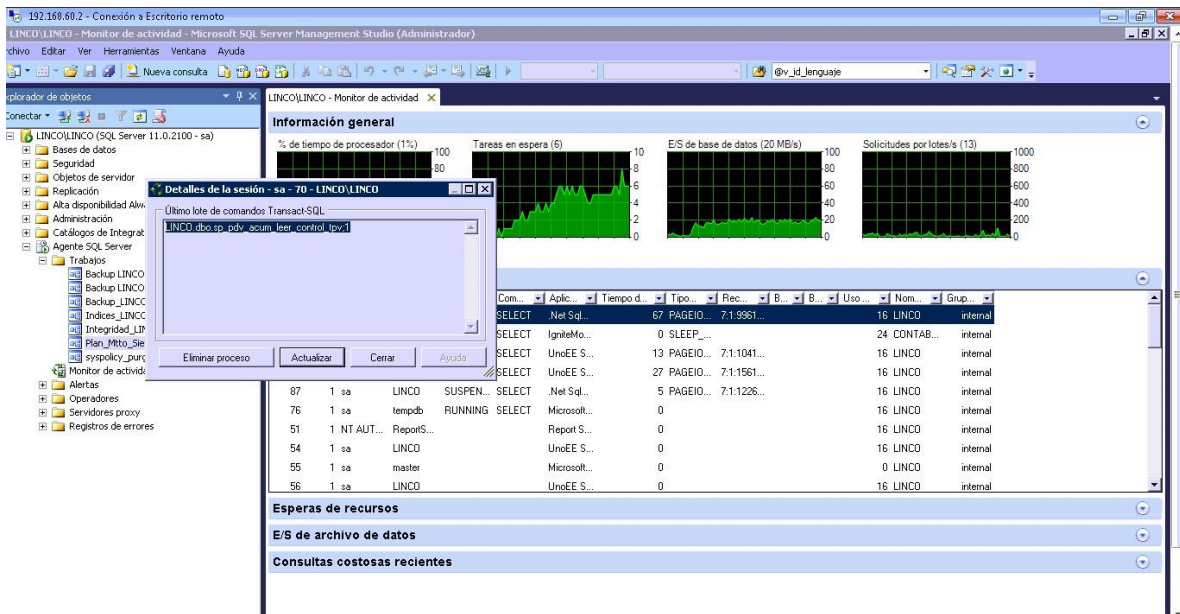 192.168.60.2 - Conexión a Escritorio remoto
LINCO\LINCO - Monitor de actividad - Microsoft SQL Server Management Studio (Administrador)
rchivo Editar Ver Herramientas Ventana Ayuda
Nueva consulta @v_id_lenguaje
xplorador de objetos
Conectar
LINCO\LINCO (SQL Server 11.0.2100 - sa)
Bases de datos
Seguridad
Objetos de servidor
Replicación
Alta disponibilidad Alw
Administración
Catálogos de Integrat
Agente SQL Server
Trabajos
Backup LINCO
Backup LINCO
Backup_LINCO
Indices_LINCO
Integridad_LIN
Plan_Mtto_Sie
syspolicy_purg
Monitor de activida
Alertas
Operadores
Servidores proxy
Registros de errores
LINCO\LINCO - Monitor de actividad
Información general
% de tiempo de procesador (1%)
100
80
Tareas en espera (6)
10
8
6
4
2
0
E/S de base de datos (20 MB/s)
100
80
60
40
20
0
Solicitudes por lotes/s (13)
1000
800
600
400
200
0
Detalles de la sesión - sa - 70 - LINCO\LINCO
Último lote de comandos Transact-SQL
LINCO.dbo.sp_pdv_acum_leer_control_tpv;1
Eliminar proceso Actualizar Cerrar Ayuda
Com... Aplic... Tiempo d... Tipo... Rec... B... B... Uso ... Nom... Grup...
SELECT .Net Sql... 67 PAGEIO... 7:1:9961... 16 LINCO internal
SELECT IgniteMo... 0 SLEEP_... 24 CONTAB... internal
SELECT UnoEE S... 13 PAGEIO... 7:1:1041... 16 LINCO internal
SELECT UnoEE S... 27 PAGEIO... 7:1:1561... 16 LINCO internal
87 1 sa LINCO SUSPEN... SELECT .Net Sql... 5 PAGEIO... 7:1:1226... 16 LINCO internal
76 1 sa tempdb RUNNING SELECT Microsoft... 0 16 LINCO internal
51 1 NT AUT... ReportS... Report S... 0 16 LINCO internal
54 1 sa LINCO UnoEE S... 0 16 LINCO internal
55 1 sa master Microsoft... 0 0 LINCO internal
56 1 sa LINCO UnoEE S... 0 16 LINCO internal
Esperas de recursos
E/S de archivo de datos
Consultas costosas recientes